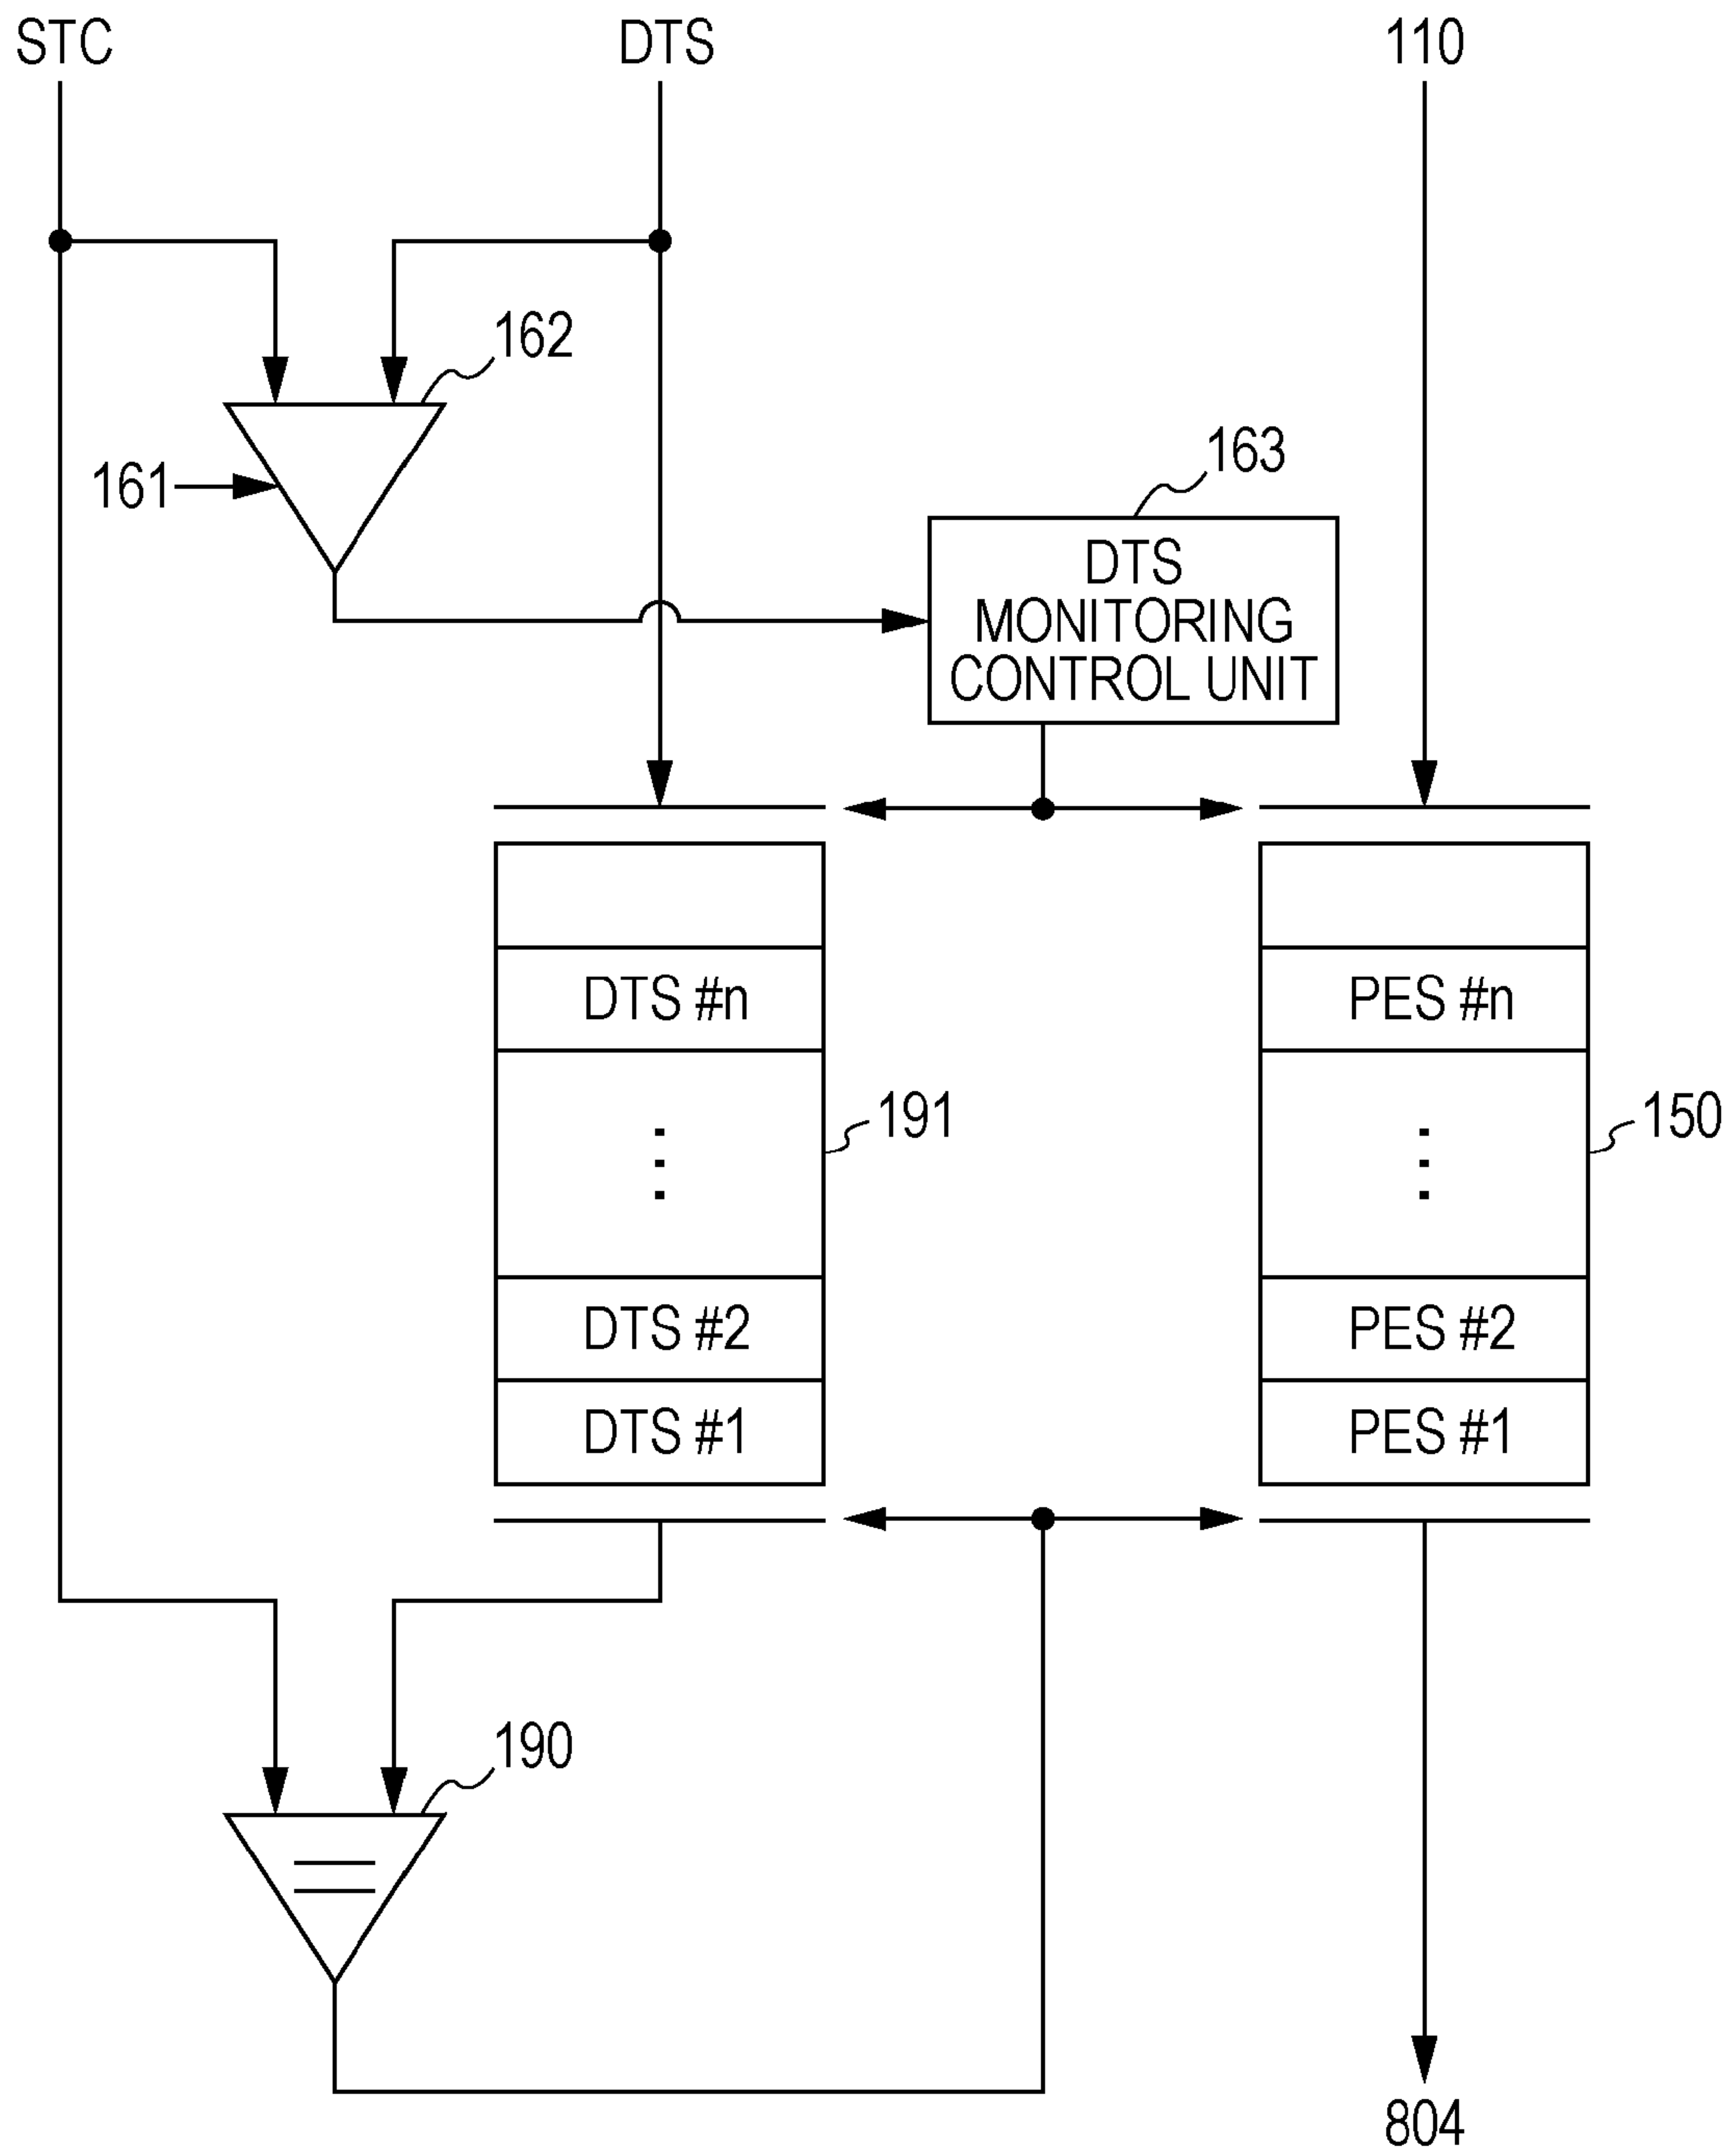 STC
DTS
110
162
161
163
DTS
MONITORING
CONTROL UNIT
DTS #n
PES #n
191
150
DTS #2
PES #2
DTS #1
PES #1
190
804